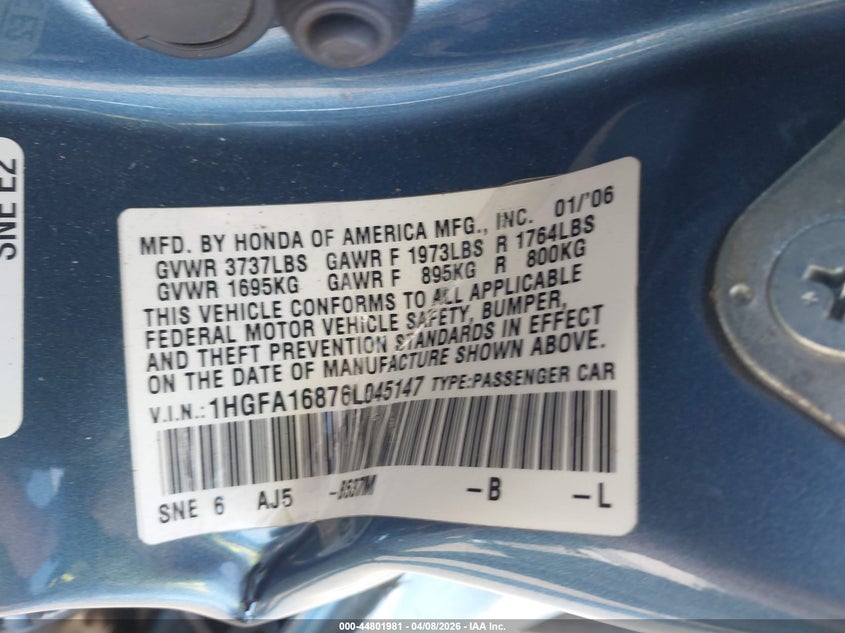 SNE E2
MFD. BY HONDA OF AMERICA MFG., INC. 01/'06
GVWR 3737LBS GAWR F 1973LBS R 1764LBS
GVWR 1695KG GAWR F 895KG R 800KG
THIS VEHICLE CONFORMS TO ALL APPLICABLE
FEDERAL MOTOR VEHICLE SAFETY, BUMPER,
AND THEFT PREVENTION STANDARDS IN EFFECT
ON THE DATE OF MANUFACTURE SHOWN ABOVE.
V.I.N.: 1HGFA16876L045147 TYPE:PASSENGER CAR
SNE 6 AJ5 -B537M -B -L
000-44801981 - 04/08/2026 - IAA Inc.